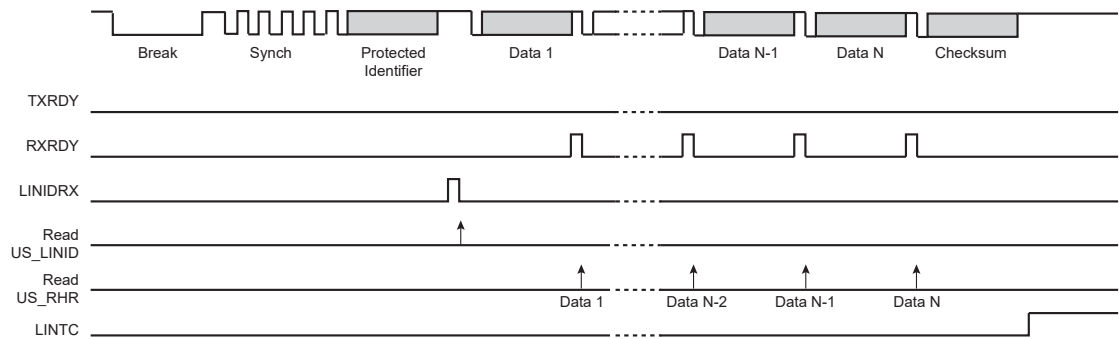 Break Synch Protected Identifier Data 1 Data N-1 Data N Checksum
TXRDY
RXRDY
LINIDRX
Read
US_LINID
Read
US_RHR
Data 1 Data N-2 Data N-1 Data N
LINTC